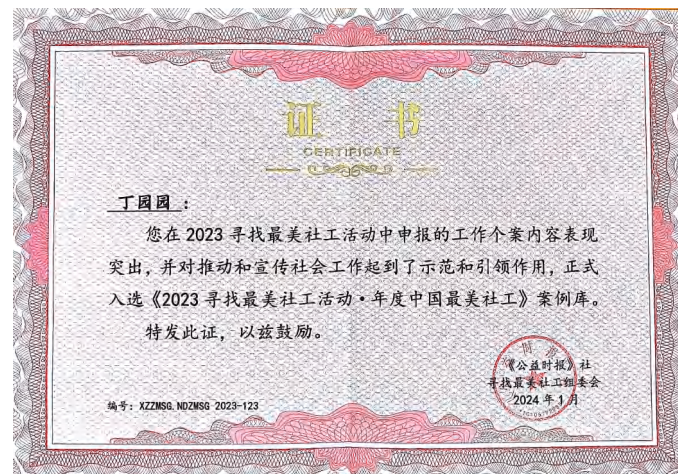 证 书
CERTIFICATE
丁园园：
您在2023寻找最美社工活动中申报的工作个案内容表现
突出，并对推动和宣传社会工作起到了示范和引领作用，正式
入选《2023寻找最美社工活动·年度中国最美社工》案例库。
特发此证，以兹鼓励。
《公益时报》社
寻找最美社工组委会
2024年1月
编号：XZZMSG.NDZMSG 2023-123